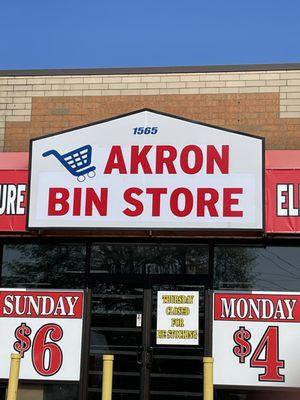 1565
AKRON
BIN STORE
SUNDAY
$6
THURSDAY
CLOSED
FOR
RE STOCKING
MONDAY
$4